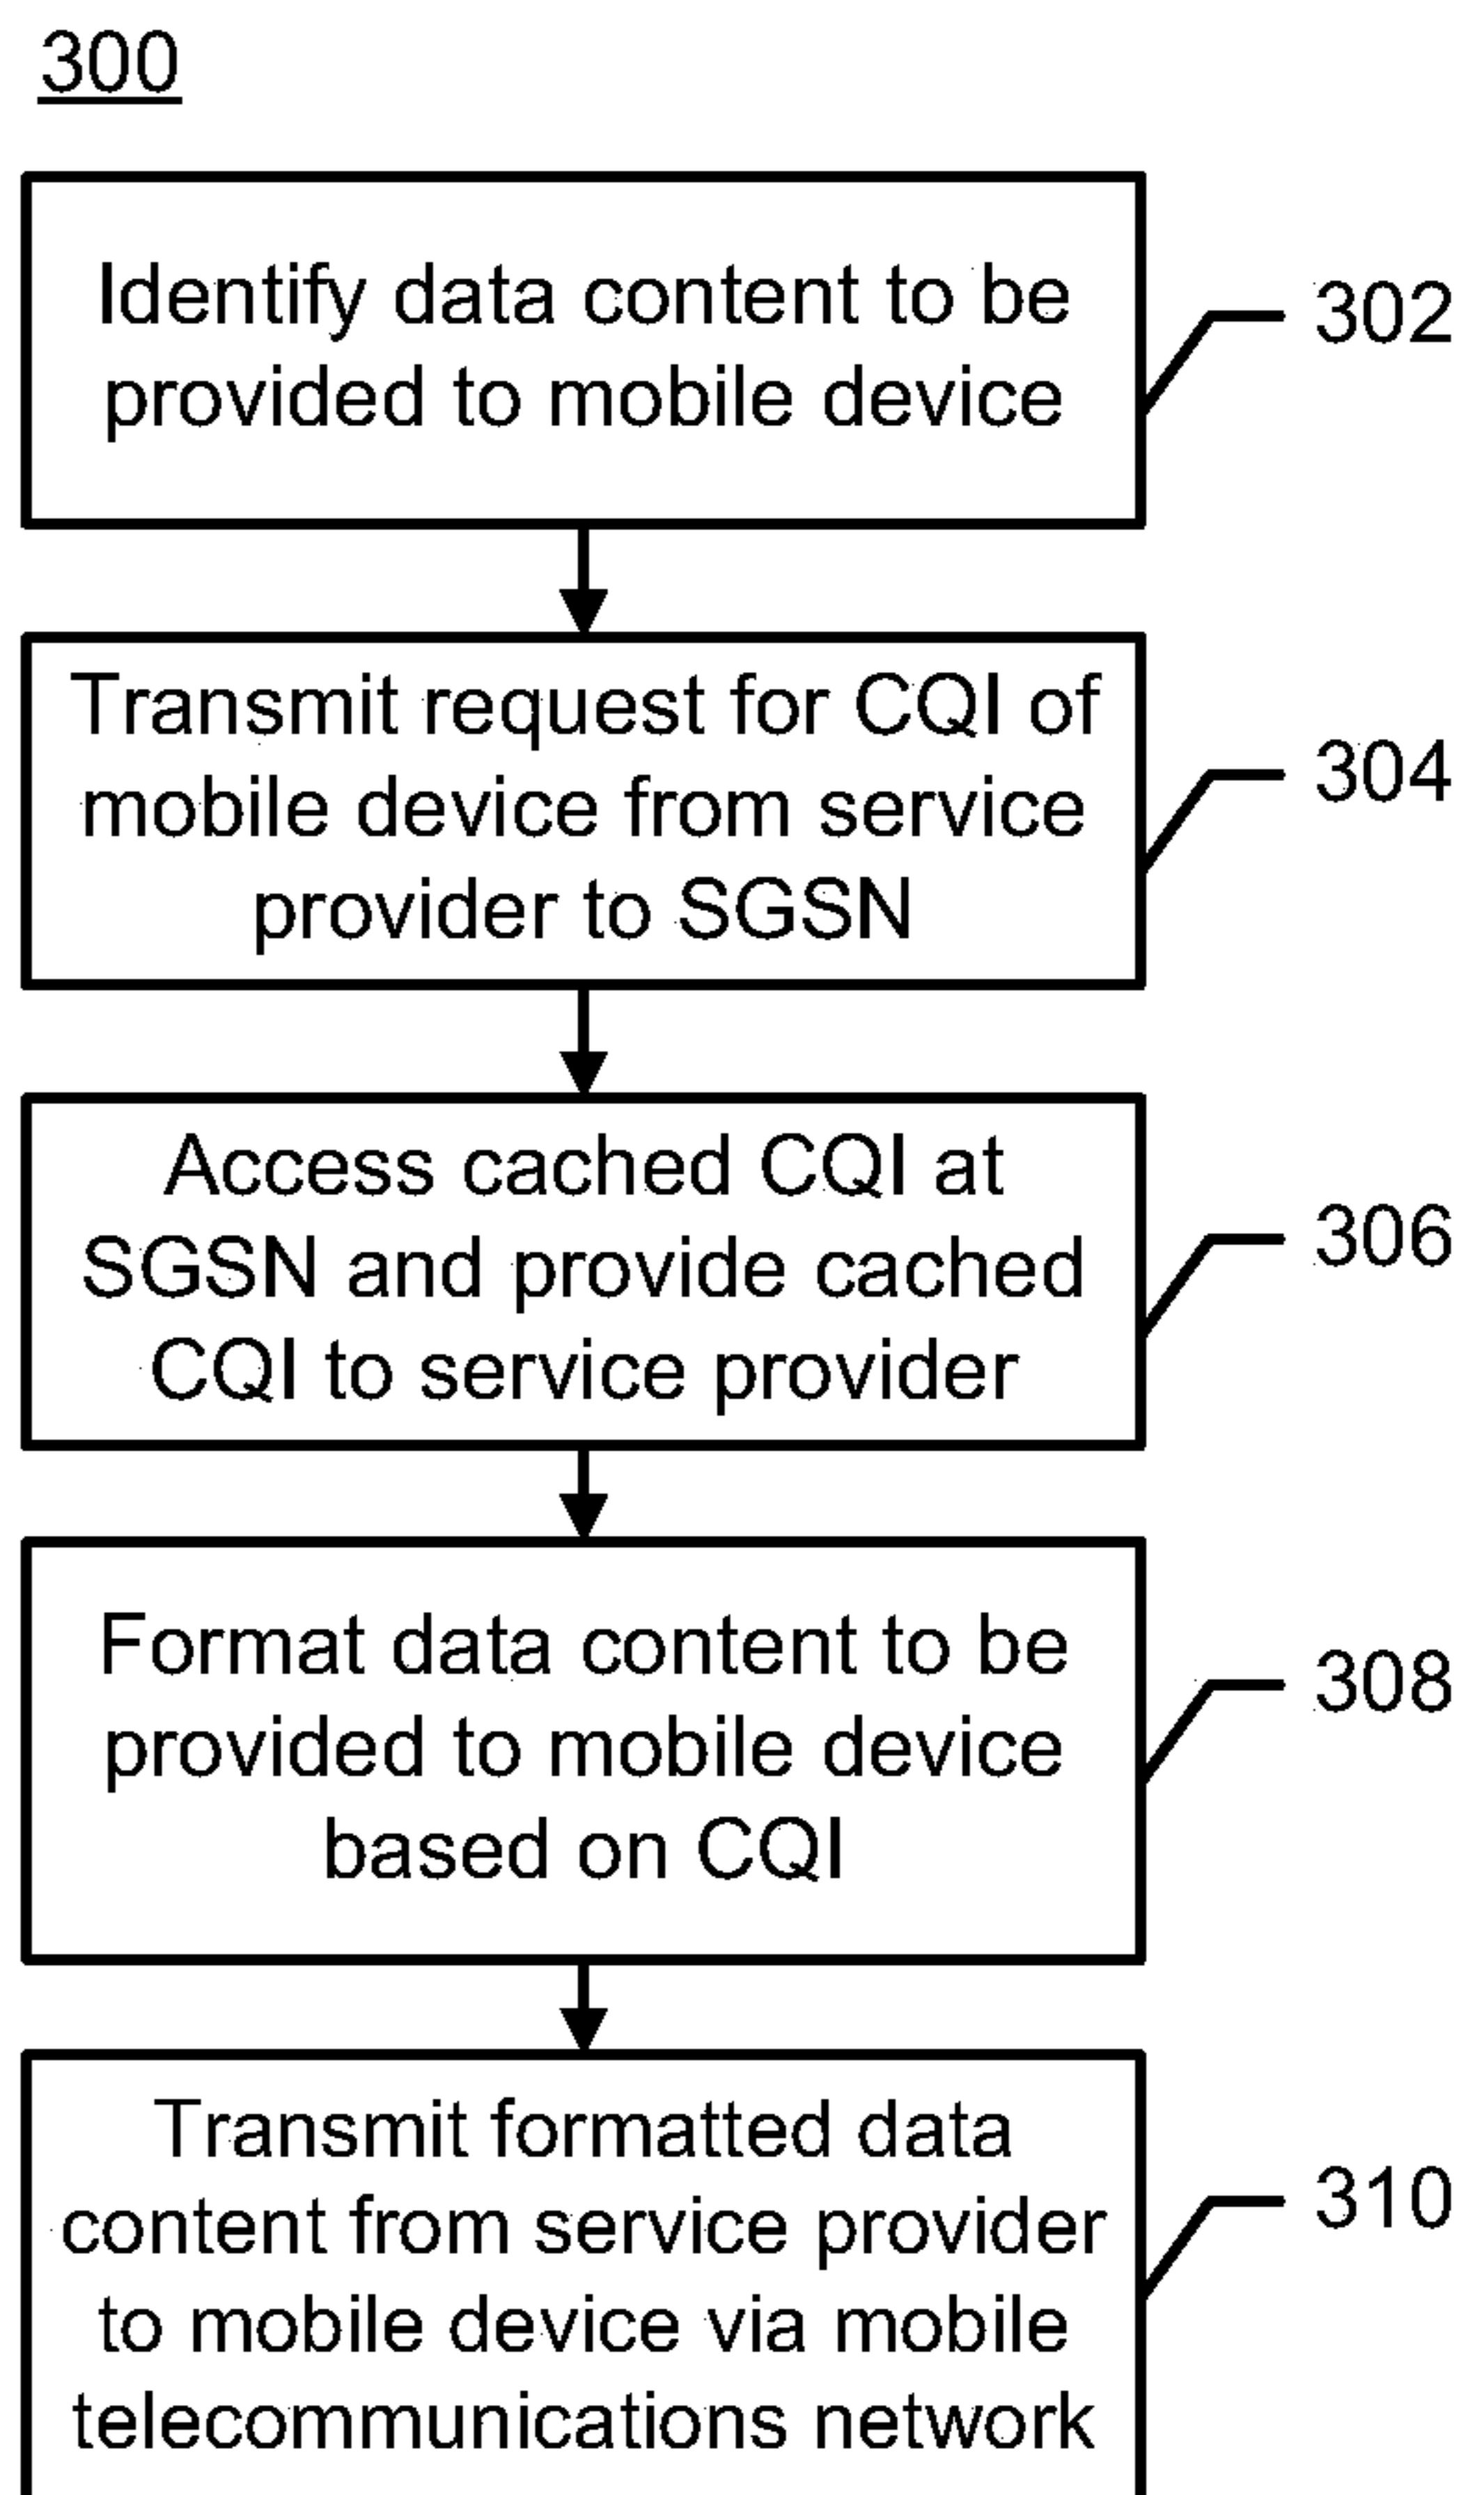 300
Identify data content to be
provided to mobile device
302
Transmit request for CQI of
mobile device from service
provider to SGSN
304
Access cached CQI at
SGSN and provide cached
CQI to service provider
306
Format data content to be
provided to mobile device
based on CQI
308
Transmit formatted data
content from service provider
to mobile device via mobile
telecommunications network
310